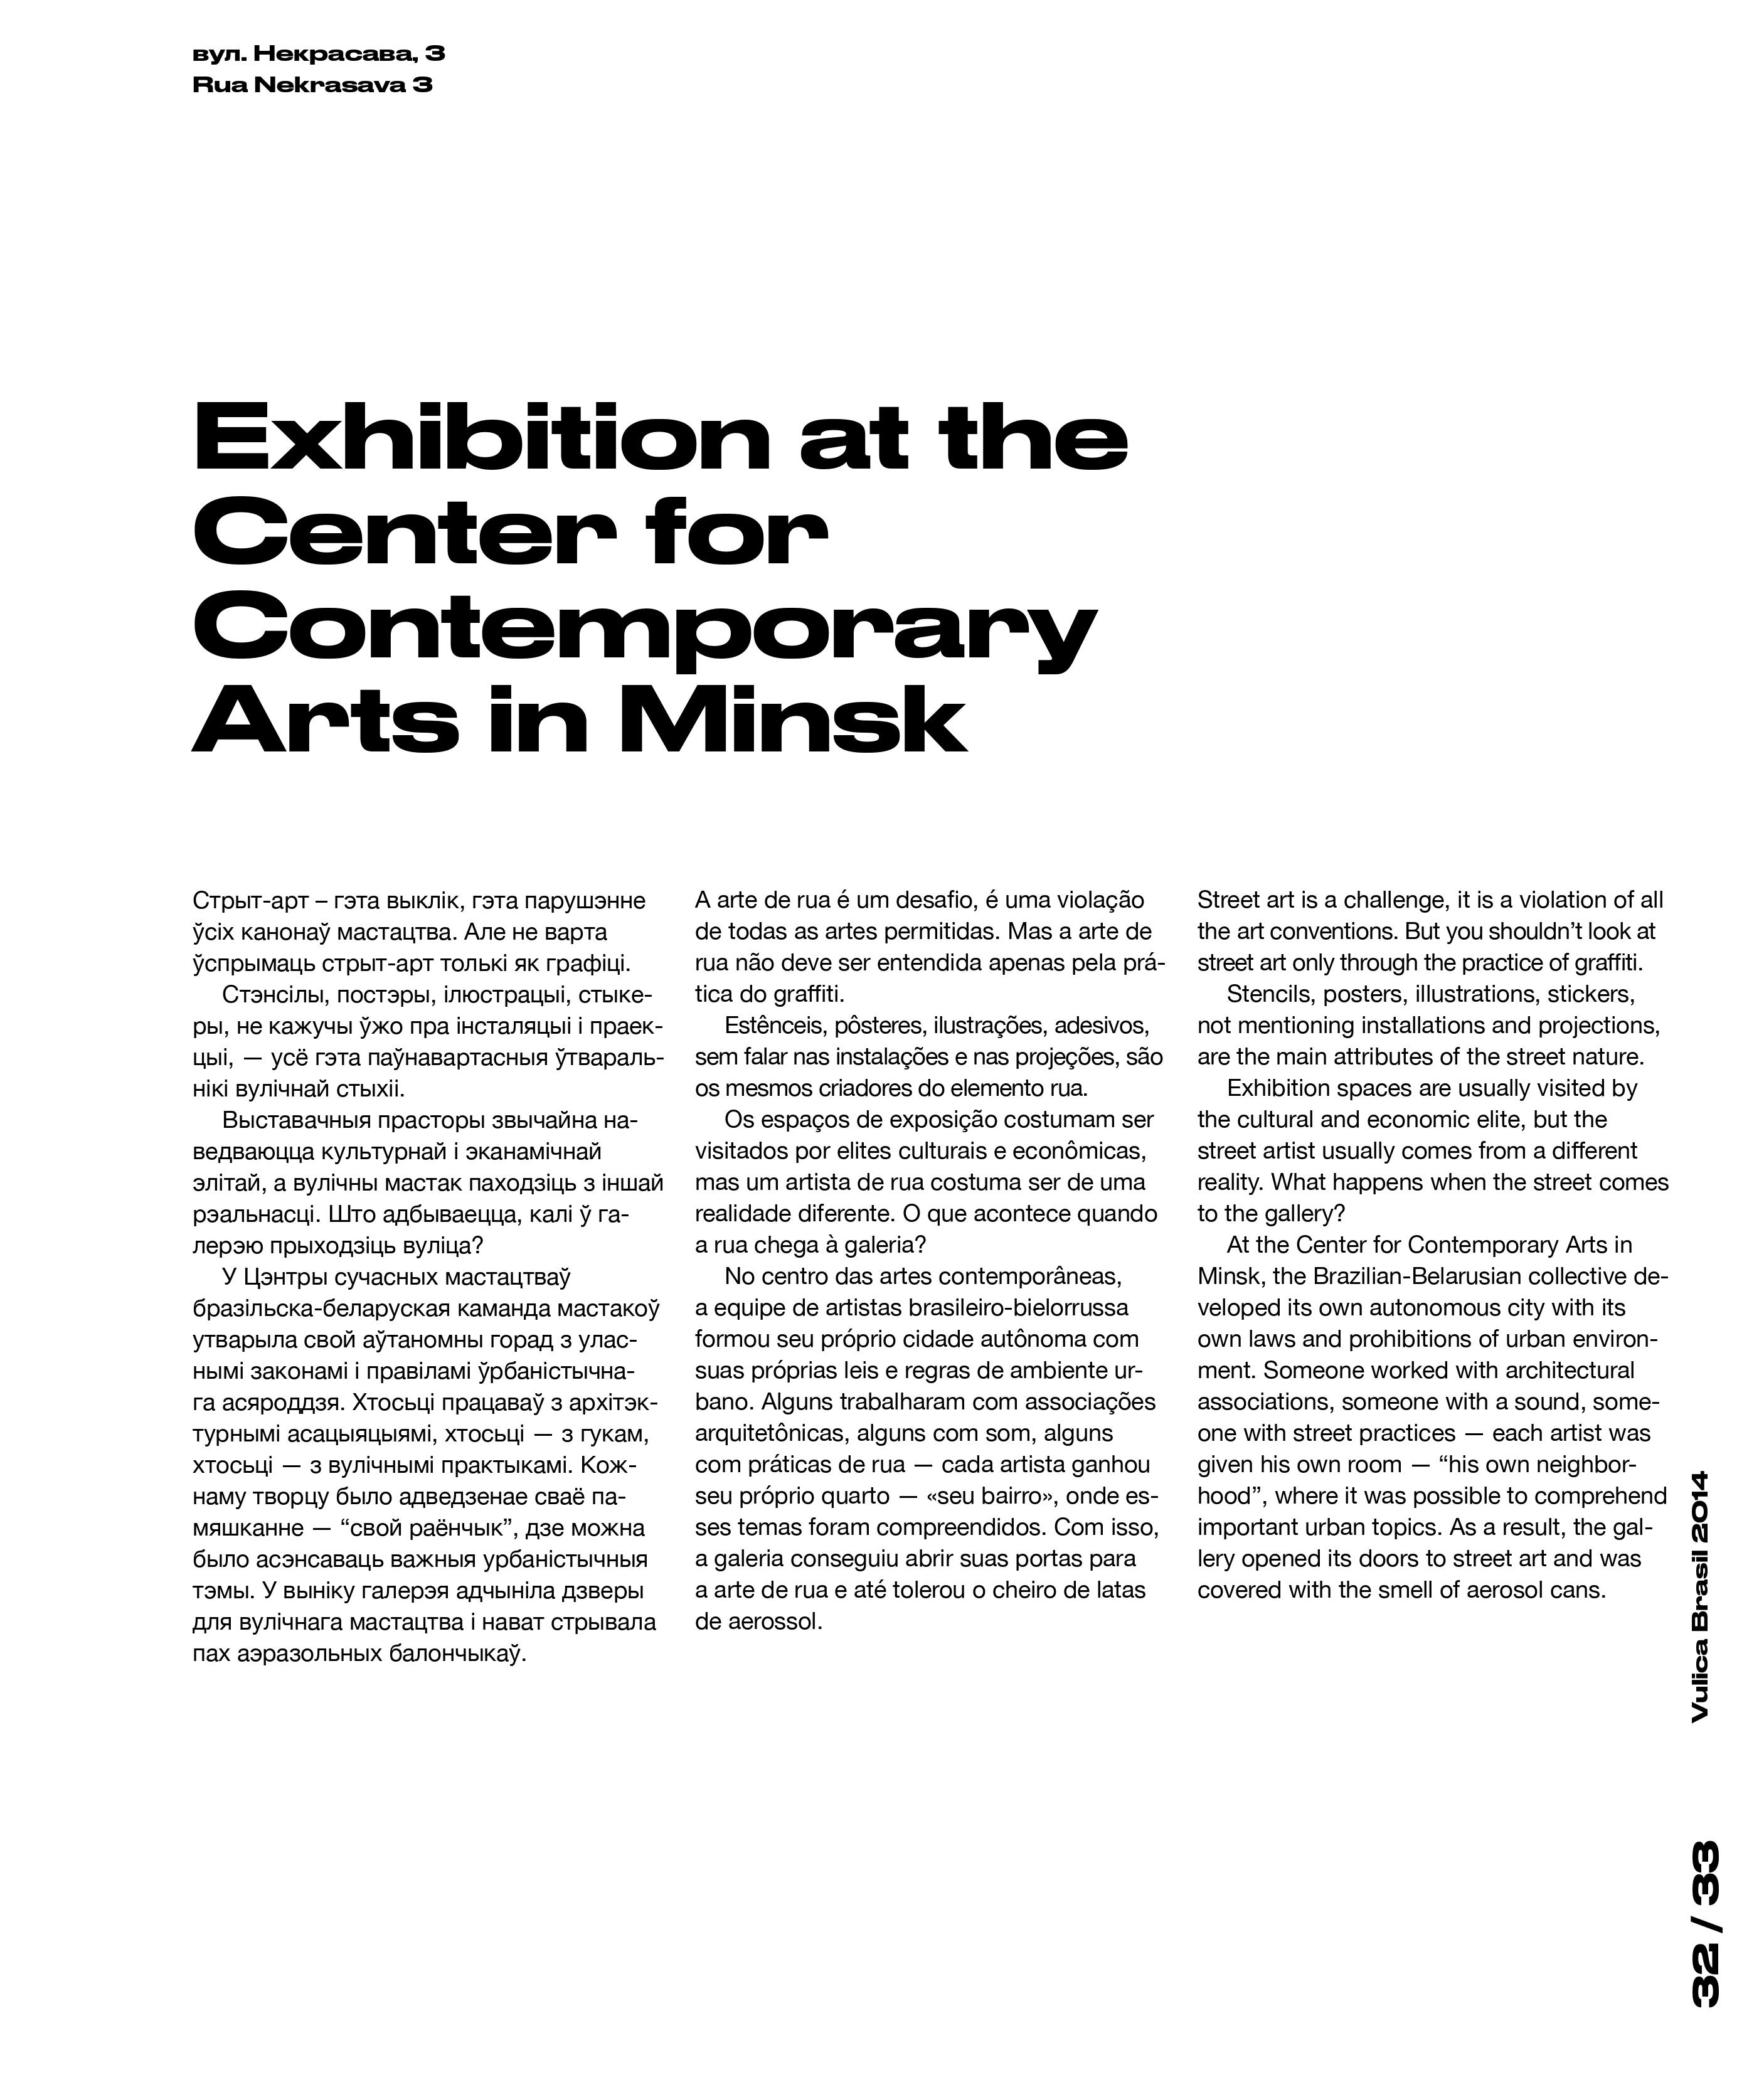 вул. Некрасава, 3
Rua Nekrasava 3
Exhibition at the
Center for
Contemporary
Arts in Minsk
Стрыт-арт – гэта выклік, гэта парушэнне
ўсіх канонаў мастацтва. Але не варта
ўспрымаць стрыт-арт толькі як графіці.
Стэнсілы, постэры, ілюстрацыі, стыке-
ры, не кажучы ўжо пра інсталяцыі і праек-
цыі, — усё гэта паўнавартасныя ўтвараль-
нікі вулічнай стыхіі.
Выставачныя прасторы звычайна на-
ведваюцца культурнай і эканамічнай
элітай, а вулічны мастак паходзіць з іншай
рэальнасці. Што адбываецца, калі ў га-
лерэю прыходзіць вуліца?
У Цэнтры сучасных мастацтваў
бразільска-беларуская каманда мастакоў
утварыла свой аўтаномны горад з улас-
нымі законамі і правіламі ўрбаністычна-
га асяроддзя. Хтосьці працаваў з архітэк-
турнымі асацыяцыямі, хтосьці — з гукам,
хтосьці — з вулічнымі практыкамі. Кож-
наму творцу было адведзенае сваё па-
мяшканне — “свой раёнчык”, дзе можна
было асэнсаваць важныя урбаністычныя
тэмы. У выніку галерэя адчыніла дзверы
для вулічнага мастацтва і нават стрывала
пах аэразольных балончыкаў.
A arte de rua é um desafio, é uma violação
de todas as artes permitidas. Mas a arte de
rua não deve ser entendida apenas pela prá-
tica do graffiti.
Estênceis, pôsteres, ilustrações, adesivos,
sem falar nas instalações e nas projeções, são
os mesmos criadores do elemento rua.
Os espaços de exposição costumam ser
visitados por elites culturais e econômicas,
mas um artista de rua costuma ser de uma
realidade diferente. O que acontece quando
a rua chega à galeria?
No centro das artes contemporâneas,
a equipe de artistas brasileiro-bielorrussa
formou seu próprio cidade autônoma com
suas próprias leis e regras de ambiente ur-
bano. Alguns trabalharam com associações
arquitetônicas, alguns com som, alguns
com práticas de rua — cada artista ganhou
seu próprio quarto — «seu bairro», onde es-
ses temas foram compreendidos. Com isso,
a galeria conseguiu abrir suas portas para
a arte de rua e até tolerou o cheiro de latas
de aerossol.
Street art is a challenge, it is a violation of all
the art conventions. But you shouldn’t look at
street art only through the practice of graffiti.
Stencils, posters, illustrations, stickers,
not mentioning installations and projections,
are the main attributes of the street nature.
Exhibition spaces are usually visited by
the cultural and economic elite, but the
street artist usually comes from a different
reality. What happens when the street comes
to the gallery?
At the Center for Contemporary Arts in
Minsk, the Brazilian-Belarusian collective de-
veloped its own autonomous city with its
own laws and prohibitions of urban environ-
ment. Someone worked with architectural
associations, someone with a sound, some-
one with street practices — each artist was
given his own room — “his own neighbor-
hood”, where it was possible to comprehend
important urban topics. As a result, the gal-
lery opened its doors to street art and was
covered with the smell of aerosol cans.
Vulica Brasil 2014
32 / 33